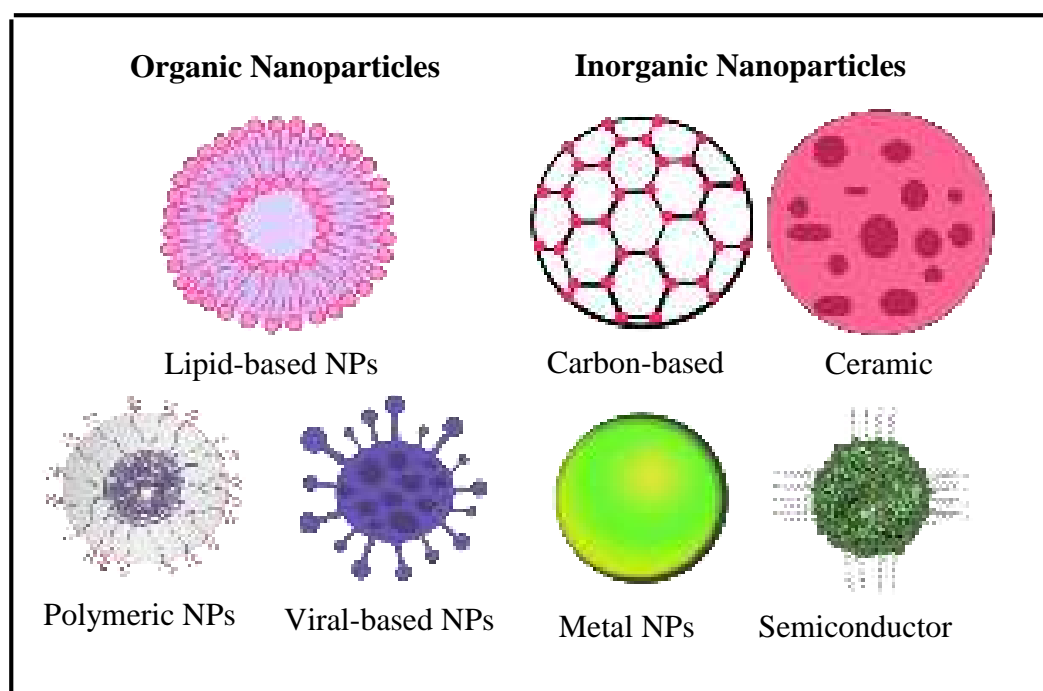 Organic Nanoparticles
Inorganic Nanoparticles
Lipid-based NPs
Carbon-based
Ceramic
Polymeric NPs
Viral-based NPs
Metal NPs
Semiconductor